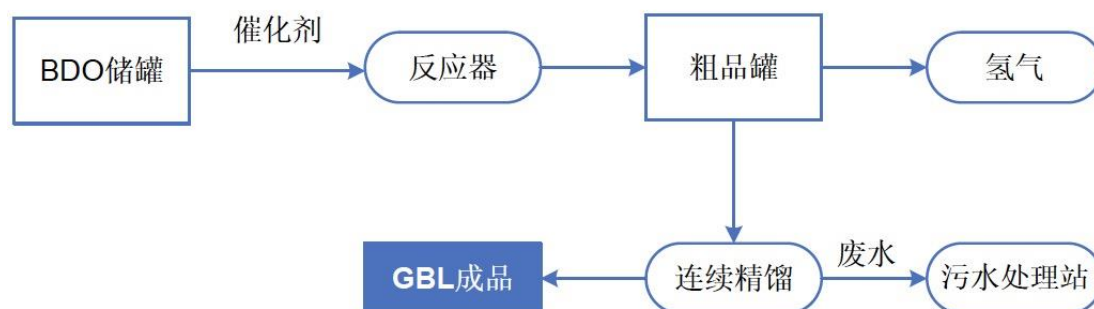 催化剂
BDO储罐
反应器
粗品罐
氢气
GBL成品
连续精馏
废水
污水处理站